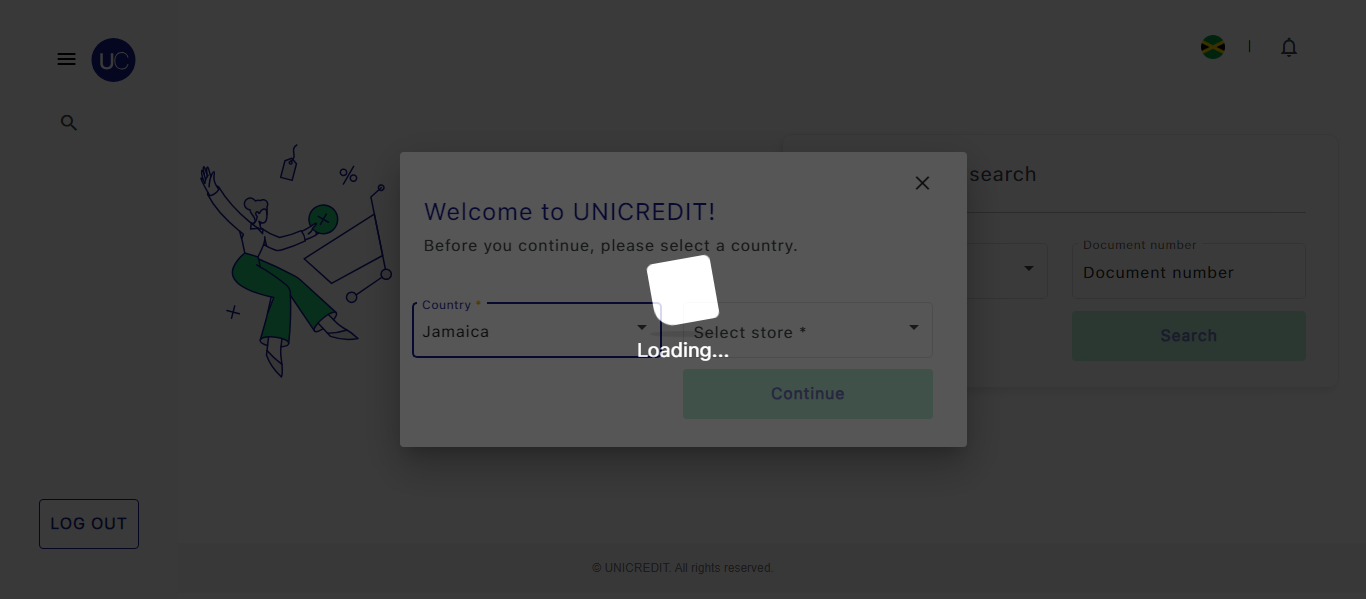 UC
search
Welcome to UNICREDIT!
Before you continue, please select a country.
Document number
Document number
Country *
Jamaica
Select store *
Search
Loading...
Continue
LOG OUT
© UNICREDIT. All rights reserved.